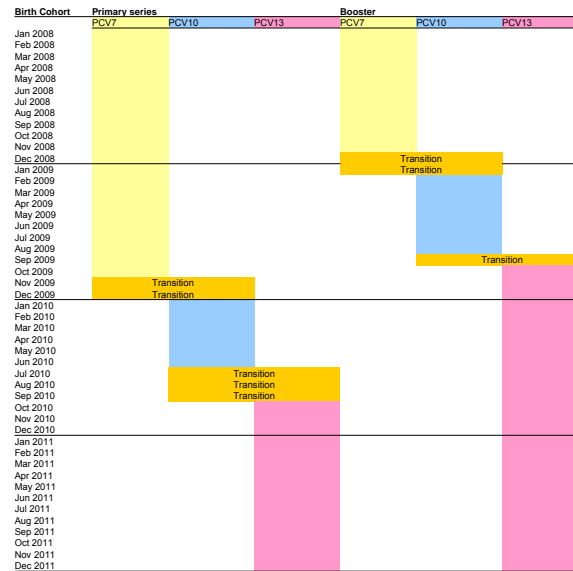 Birth Cohort Primary series Booster
PCV7 PCV10 PCV13 PCV7 PCV10 PCV13
Jan 2008
Feb 2008
Mar 2008
Apr 2008
May 2008
Jun 2008
Jul 2008
Aug 2008
Sep 2008
Oct 2008
Nov 2008
Dec 2008 Transition
Jan 2009 Transition
Feb 2009
Mar 2009
Apr 2009
May 2009
Jun 2009
Jul 2009
Aug 2009
Sep 2009 Transition
Oct 2009
Nov 2009 Transition
Dec 2009 Transition
Jan 2010
Feb 2010
Mar 2010
Apr 2010
May 2010
Jun 2010
Jul 2010 Transition
Aug 2010 Transition
Sep 2010 Transition
Oct 2010
Nov 2010
Dec 2010
Jan 2011
Feb 2011
Mar 2011
Apr 2011
May 2011
Jun 2011
Jul 2011
Aug 2011
Sep 2011
Oct 2011
Nov 2011
Dec 2011